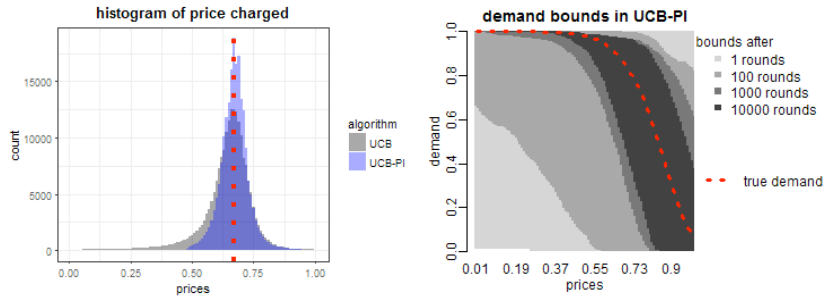 histogram of price charged
15000
10000
5000
0
count
0.00 0.25 0.50 0.75 1.00
prices
algorithm
UCB
UCB-PI
demand bounds in UCB-PI
1.0
0.8
0.6
0.4
0.2
0.0
demand
0.01 0.19 0.37 0.55 0.73 0.9
prices
bounds after
1 rounds
100 rounds
1000 rounds
10000 rounds
true demand